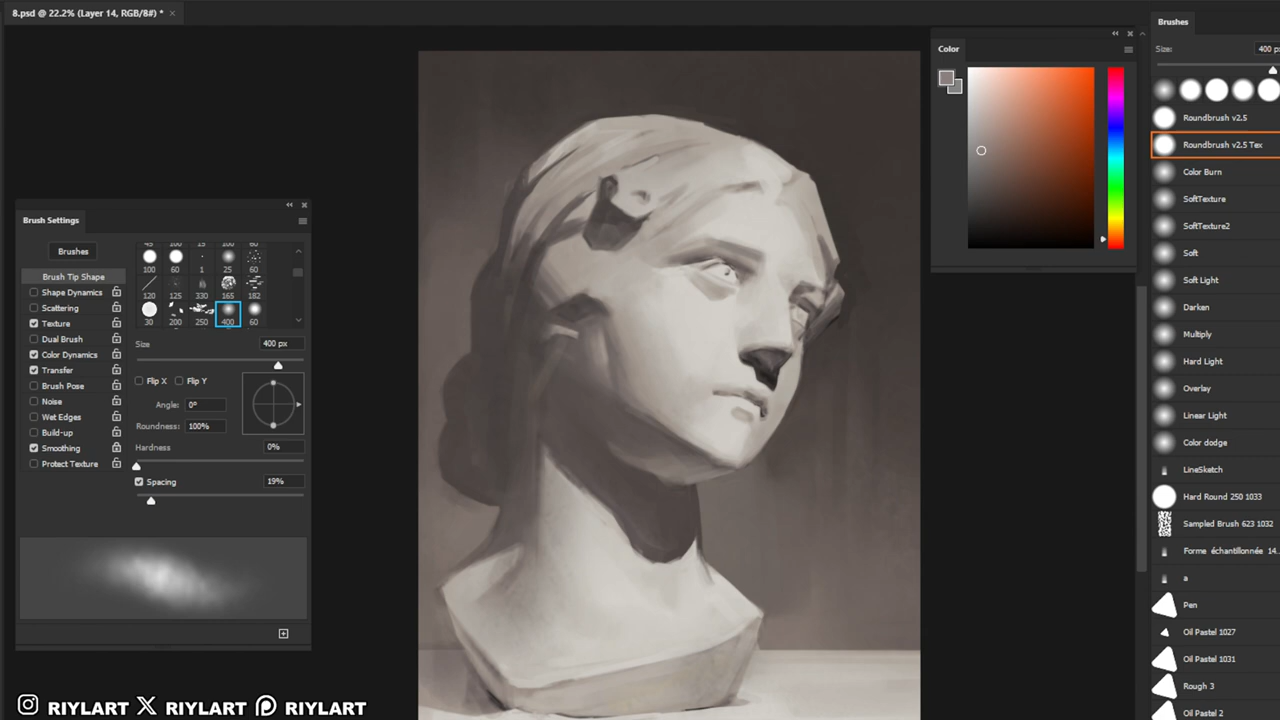 8.psd @ 22.2% (Layer 14, RGB/8#) *
Brush Settings
Brushes
Brush Tip Shape
Shape Dynamics
Scattering
Texture
Dual Brush
Color Dynamics
Transfer
Brush Pose
Noise
Wet Edges
Build-up
Smoothing
Protect Texture
45 100 15 100 60
100 60 1 25 60
120 125 330 165 182
30 200 250 400 60
Size 400 px
Flip X Flip Y
Angle: 0°
Roundness: 100%
Hardness 0%
Spacing 19%
RIYLART RIYLART RIYLART
Color
Brushes
Size: 400 px
Roundbrush v2.5
Roundbrush v2.5 Tex
Color Burn
SoftTexture
SoftTexture2
Soft
Soft Light
Darken
Multiply
Hard Light
Overlay
Linear Light
Color dodge
LineSketch
Hard Round 250 1033
Sampled Brush 623 1032
Forme échantillonnée 14...
a
Pen
Oil Pastel 1027
Oil Pastel 1031
Rough 3
Oil Pastel 2